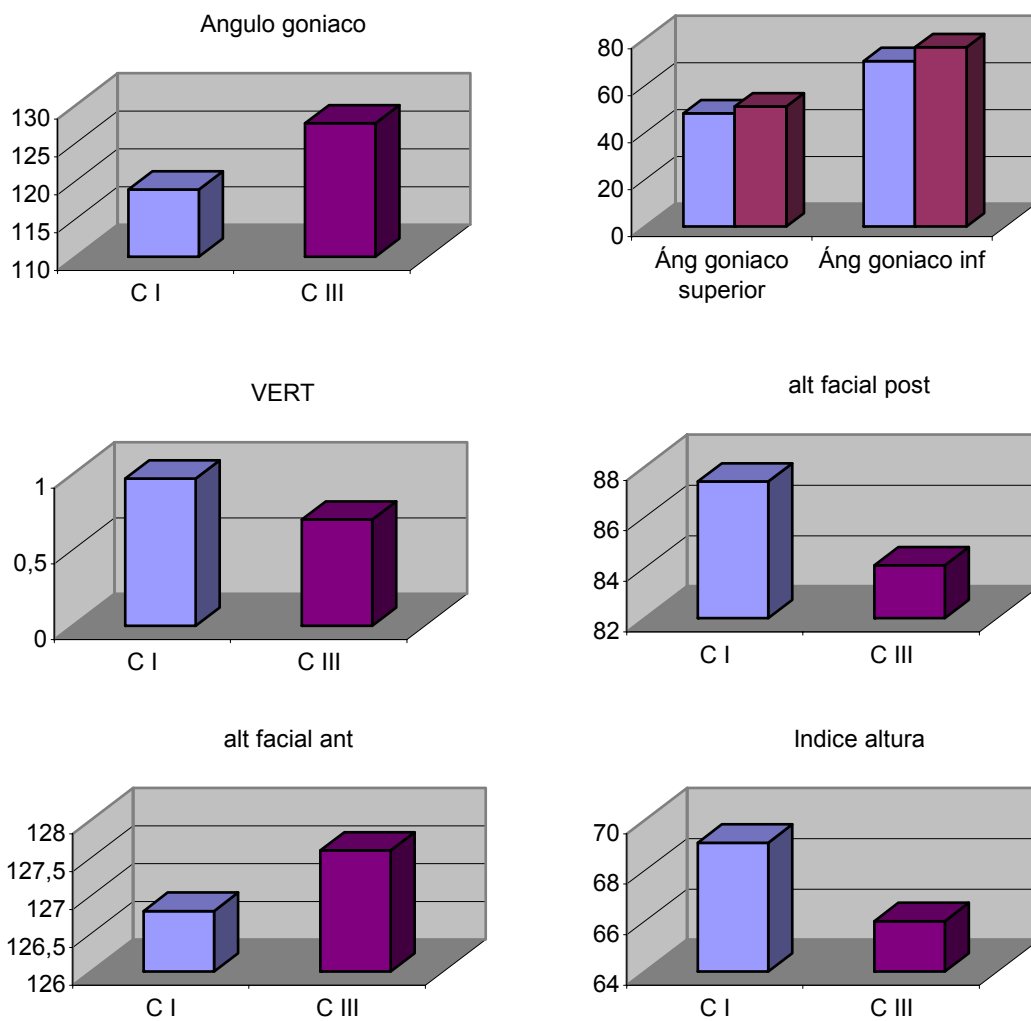 Angulo goniaco
130
125
120
115
110
C I C III
80
60
40
20
0
Áng goniaco Áng goniaco inf
superior
VERT
1
0,5
0
C I C III
alt facial post
88
86
84
82
C I C III
alt facial ant
128
127,5
127
126,5
126
C I C III
Indice altura
70
68
66
64
C I C III